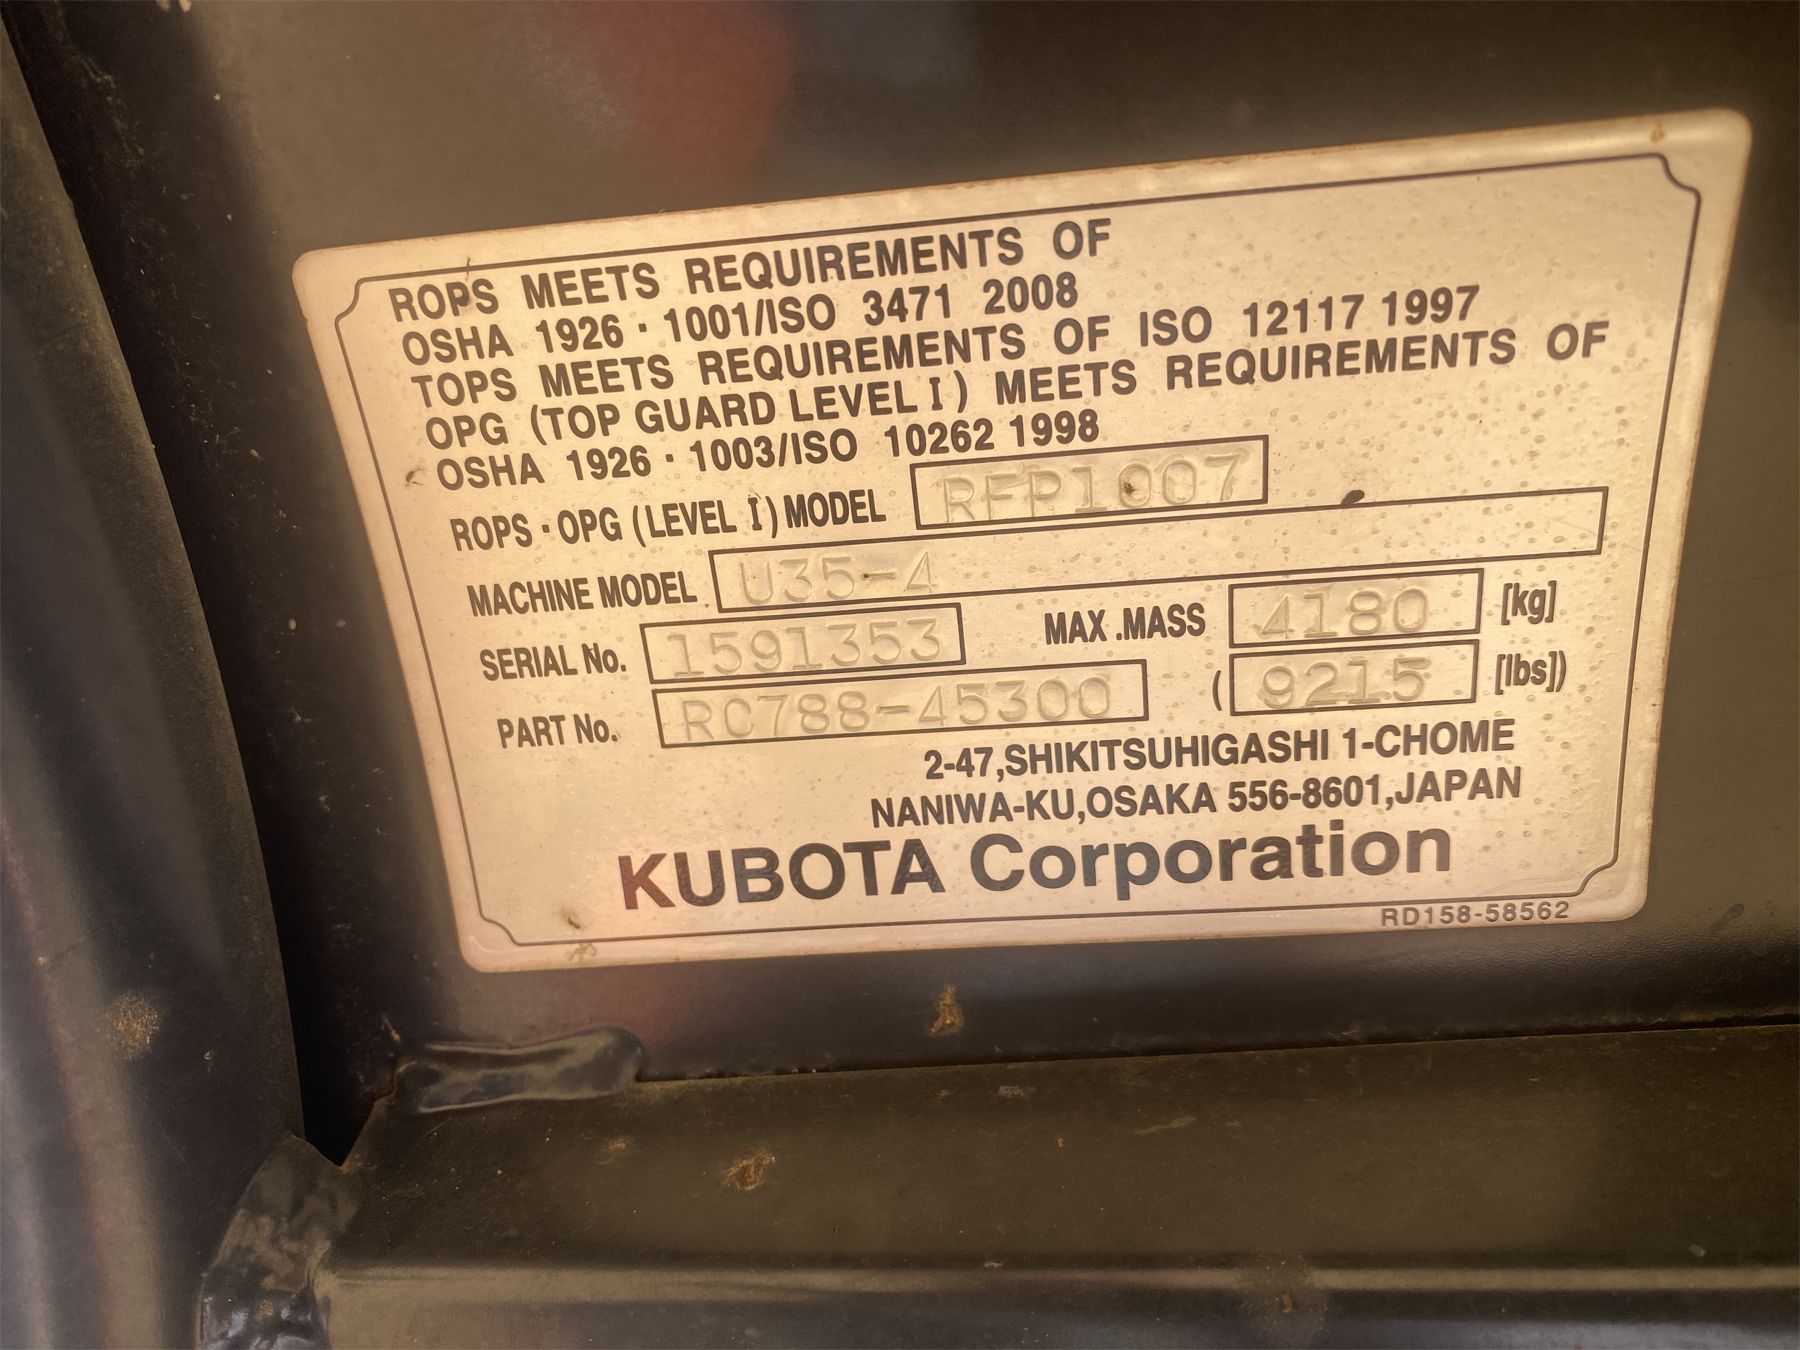 ROPS MEETS REQUIREMENTS OF
OSHA 1926・1001/ISO 3471 2008
TOPS MEETS REQUIREMENTS OF ISO 12117 1997
OPG (TOP GUARD LEVEL I) MEETS REQUIREMENTS OF
OSHA 1926・1003/ISO 10262 1998
ROPS・OPG (LEVEL I) MODEL RFP1007
MACHINE MODEL U35-4
SERIAL No. 1591353 MAX.MASS 4180 [kg]
PART No. RC788-45300 (9215 [lbs])
2-47,SHIKITSUHIGASHI 1-CHOME
NANIWA-KU,OSAKA 556-8601,JAPAN
KUBOTA Corporation
RD158-58562